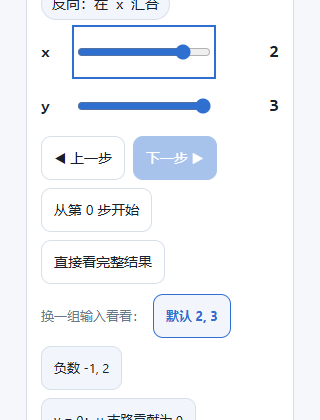 反向：在 x 汇合
x 2
y 3
◀ 上一步 下一步 ▶
从第 0 步开始
直接看完整结果
换一组输入看看： 默认 2, 3
负数 -1, 2